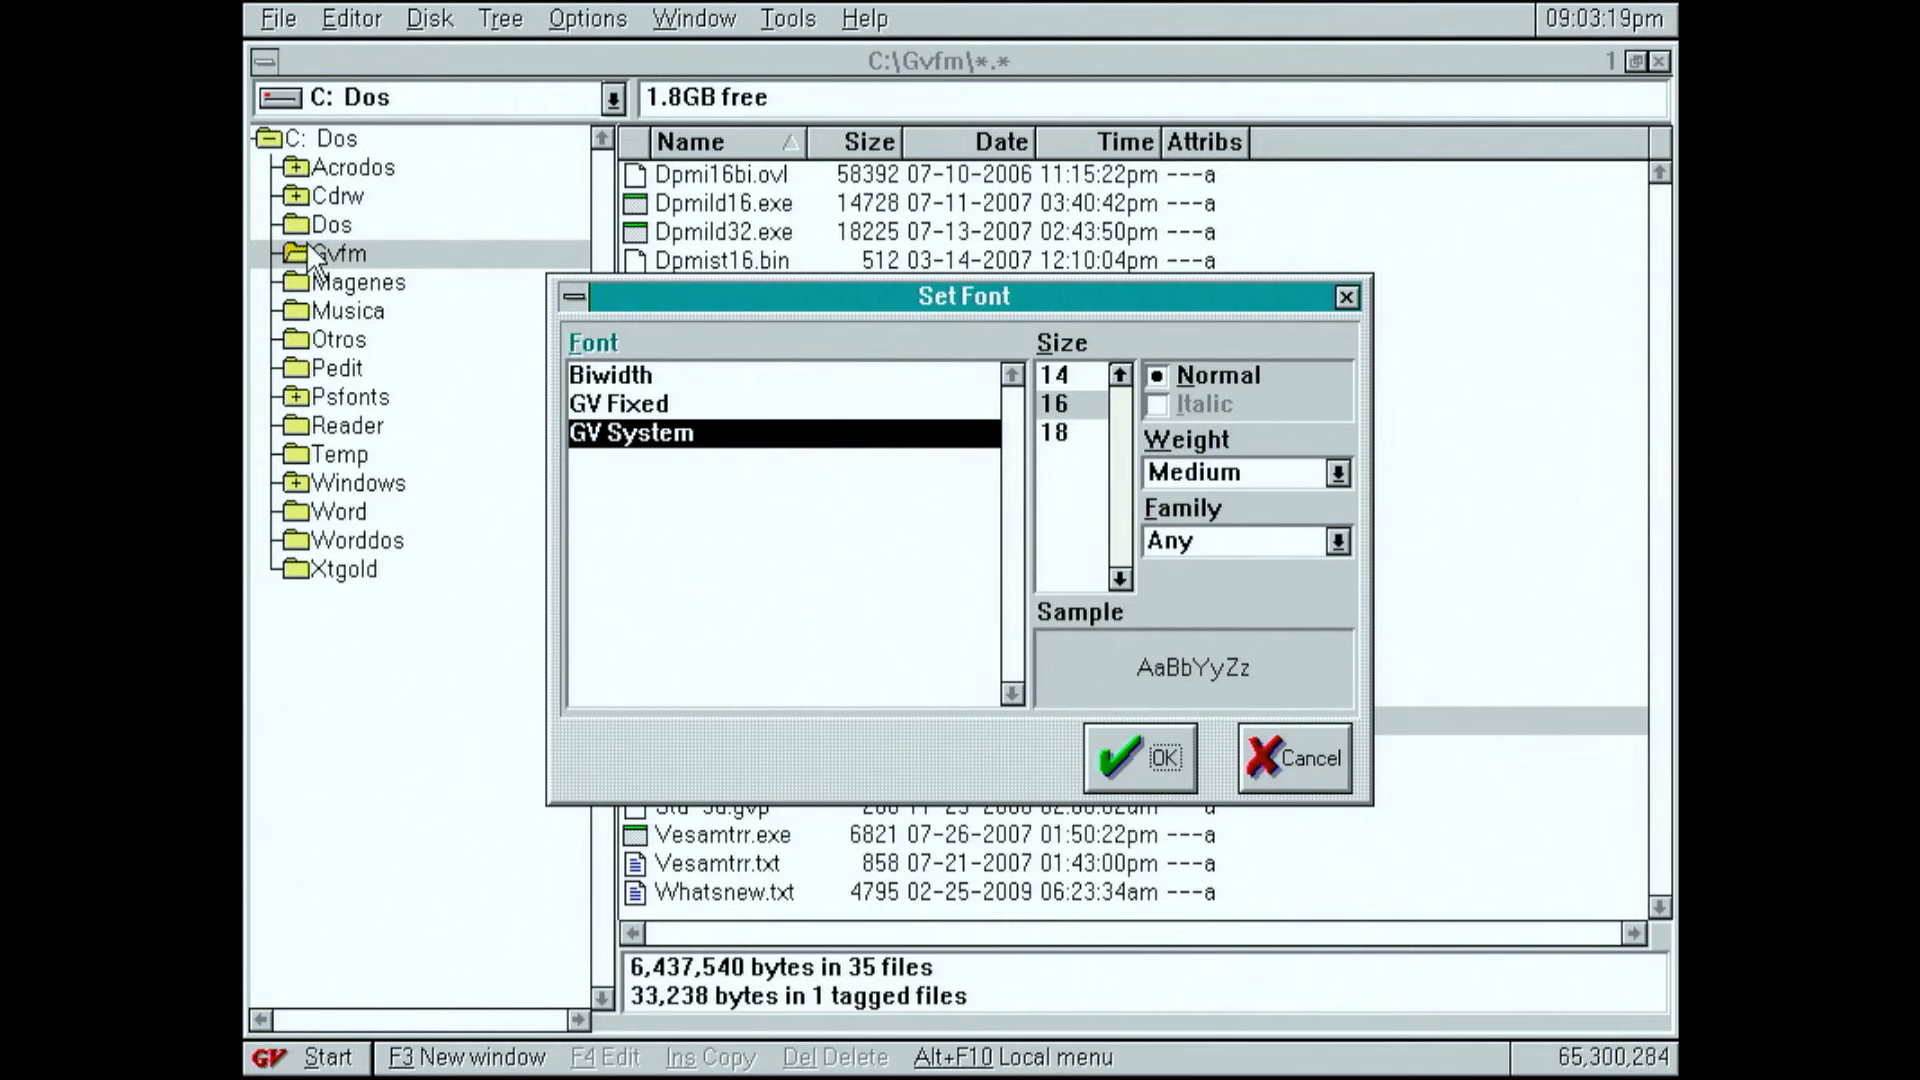 File Editor Disk Tree Options Window Tools Help 09:03:19pm
C:\Gvfm\*.* 1
C: Dos 1.8GB free
C: Dos
Acrodos
Cdrw
Dos
Gvfm
Magenes
Musica
Otros
Pedit
Psfonts
Reader
Temp
Windows
Word
Worddos
Xtgold
Name Size Date Time Attribs
Dpmi16bi.ovl 58392 07-10-2006 11:15:22pm ---a
Dpmild16.exe 14728 07-11-2007 03:40:42pm ---a
Dpmild32.exe 18225 07-13-2007 02:43:50pm ---a
Dpmist16.bin 512 03-14-2007 12:10:04pm ---a
Set Font
Font
Biwidth
GV Fixed
GV System
Size
14
16
18
Normal
Italic
Weight
Medium
Family
Any
Sample
AaBbYyZz
OK Cancel
Vesamtrr.exe 6821 07-26-2007 01:50:22pm ---a
Vesamtrr.txt 858 07-21-2007 01:43:00pm ---a
Whatsnew.txt 4795 02-25-2009 06:23:34am ---a
6,437,540 bytes in 35 files
33,238 bytes in 1 tagged files
GV Start F3 New window F4 Edit Ins Copy Del Delete Alt+F10 Local menu 65,300,284